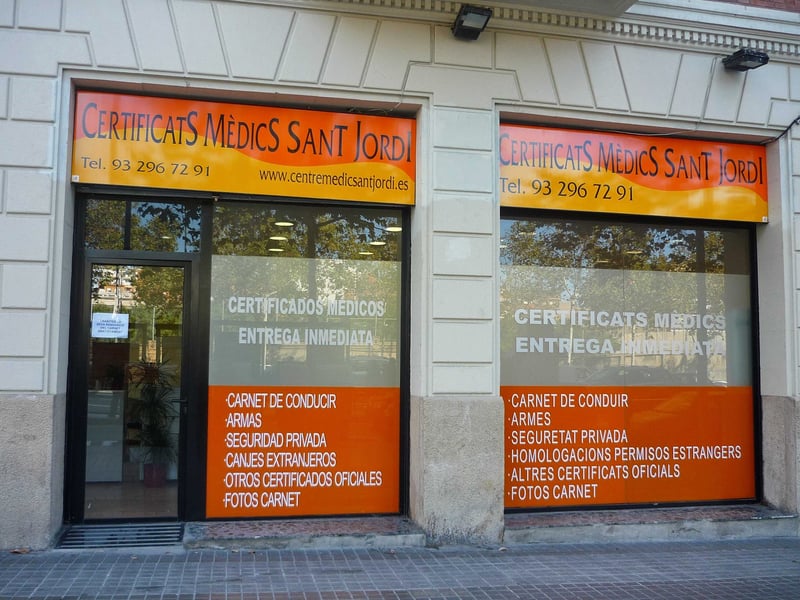 CERTIFICATS MÈDICS SANT JORDI
Tel. 93 296 72 91
www.centremedicsantjordi.es
CERTIFICADOS MÉDICOS
ENTREGA INMEDIATA
·CARNET DE CONDUCIR
·ARMAS
·SEGURIDAD PRIVADA
·CANJES EXTRANJEROS
·OTROS CERTIFICADOS OFICIALES
·FOTOS CARNET
CERTIFICATS MÈDICS SANT JORDI
Tel. 93 296 72 91
CERTIFICATS MÈDICS
ENTREGA INMEDIATA
·CARNET DE CONDUIR
·ARMES
·SEGURETAT PRIVADA
·HOMOLOGACIONS PERMISOS ESTRANGERS
·ALTRES CERTIFICATS OFICIALS
·FOTOS CARNET